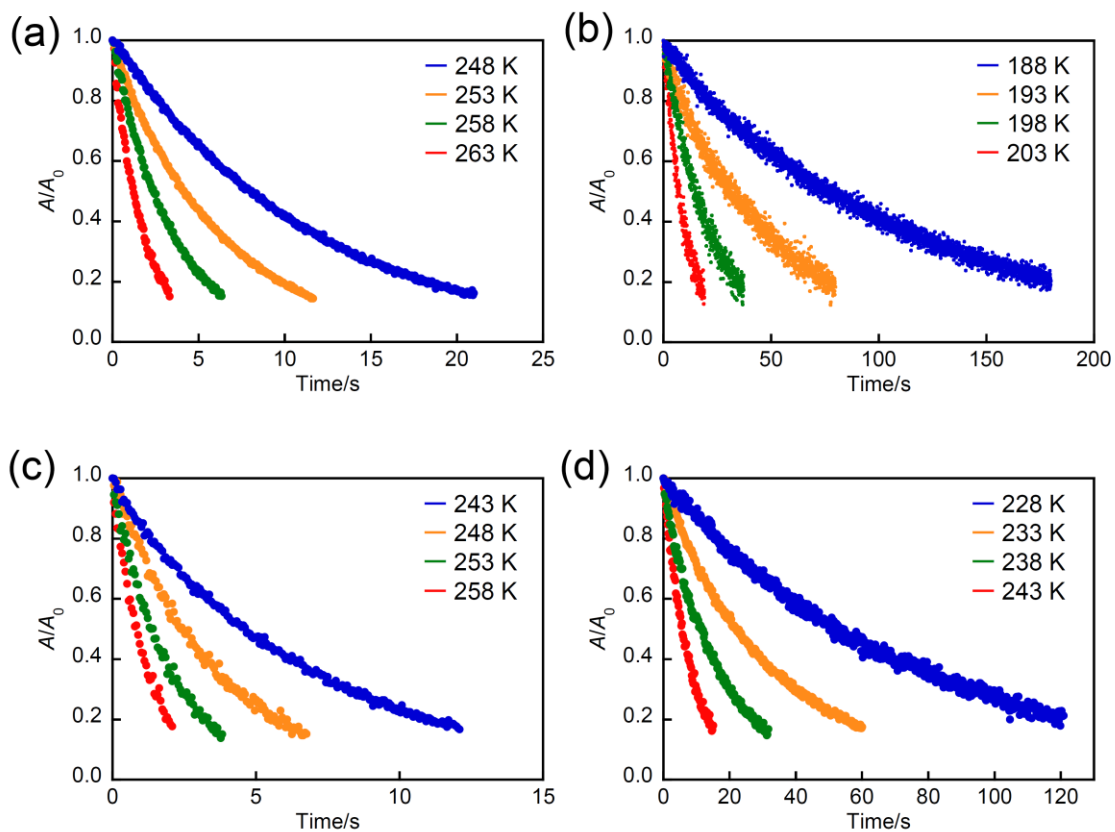 (a)
1.0
0.8
0.6
0.4
0.2
0.0
A/A0
248 K
253 K
258 K
263 K
0 5 10 15 20 25
Time/s
(b)
1.0
0.8
0.6
0.4
0.2
0.0
A/A0
188 K
193 K
198 K
203 K
0 50 100 150 200
Time/s
(c)
1.0
0.8
0.6
0.4
0.2
0.0
A/A0
243 K
248 K
253 K
258 K
0 5 10 15
Time/s
(d)
1.0
0.8
0.6
0.4
0.2
0.0
A/A0
228 K
233 K
238 K
243 K
0 20 40 60 80 100 120
Time/s